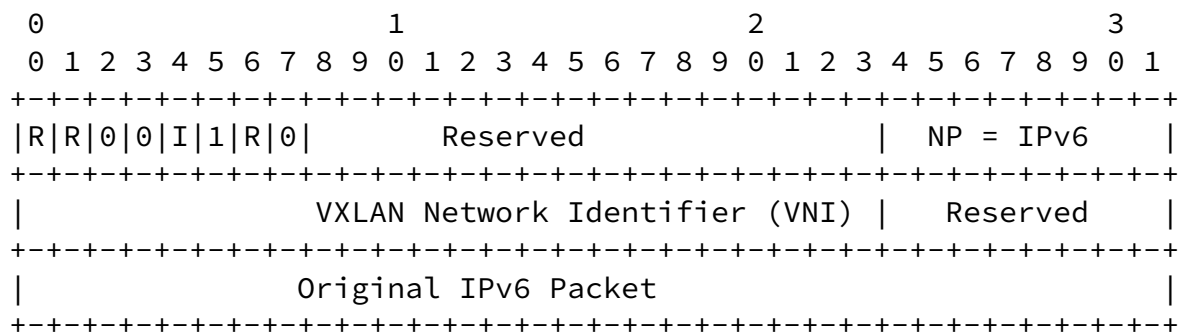 0                   1                   2                   3
 0 1 2 3 4 5 6 7 8 9 0 1 2 3 4 5 6 7 8 9 0 1 2 3 4 5 6 7 8 9 0 1
+-+-+-+-+-+-+-+-+-+-+-+-+-+-+-+-+-+-+-+-+-+-+-+-+-+-+-+-+-+-+-+-+
|R|R|0|0|I|1|R|0|       Reserved                |  NP = IPv6    |
+-+-+-+-+-+-+-+-+-+-+-+-+-+-+-+-+-+-+-+-+-+-+-+-+-+-+-+-+-+-+-+-+
|                VXLAN Network Identifier (VNI) |   Reserved    |
+-+-+-+-+-+-+-+-+-+-+-+-+-+-+-+-+-+-+-+-+-+-+-+-+-+-+-+-+-+-+-+-+
|               Original IPv6 Packet                            |
+-+-+-+-+-+-+-+-+-+-+-+-+-+-+-+-+-+-+-+-+-+-+-+-+-+-+-+-+-+-+-+-+